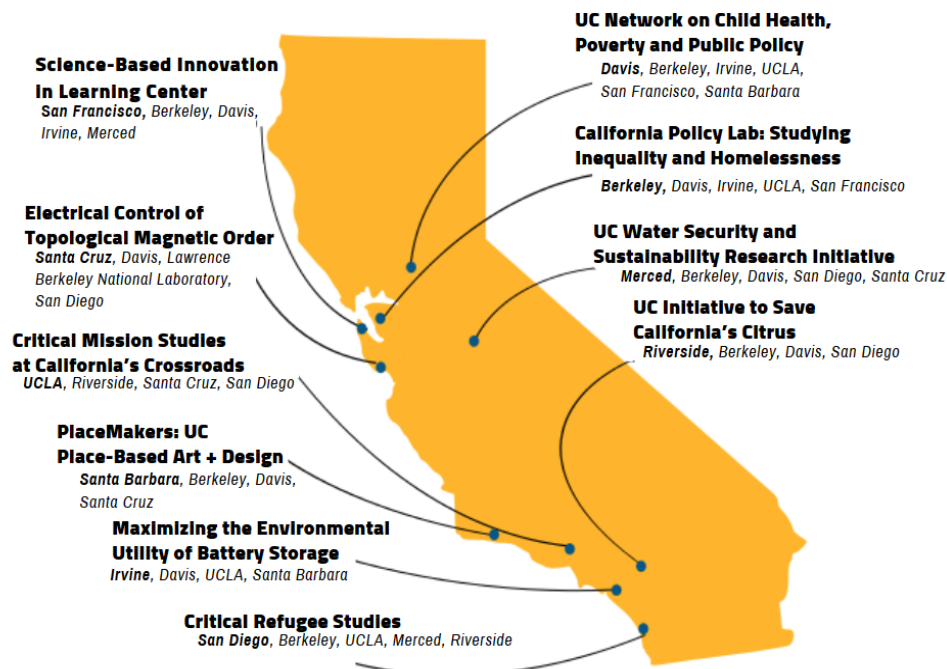 Science-Based Innovation
in Learning Center
San Francisco, Berkeley, Davis,
Irvine, Merced
Electrical Control of
Topological Magnetic Order
Santa Cruz, Davis, Lawrence
Berkeley National Laboratory,
San Diego
Critical Mission Studies
at California's Crossroads
UCLA, Riverside, Santa Cruz, San Diego
PlaceMakers: UC
Place-Based Art + Design
Santa Barbara, Berkeley, Davis,
Santa Cruz
Maximizing the Environmental
Utility of Battery Storage
Irvine, Davis, UCLA, Santa Barbara
Critical Refugee Studies
San Diego, Berkeley, UCLA, Merced, Riverside
UC Network on Child Health,
Poverty and Public Policy
Davis, Berkeley, Irvine, UCLA,
San Francisco, Santa Barbara
California Policy Lab: Studying
Inequality and Homelessness
Berkeley, Davis, Irvine, UCLA, San Francisco
UC Water Security and
Sustainability Research Initiative
Merced, Berkeley, Davis, San Diego, Santa Cruz
UC Initiative to Save
California's Citrus
Riverside, Berkeley, Davis, San Diego